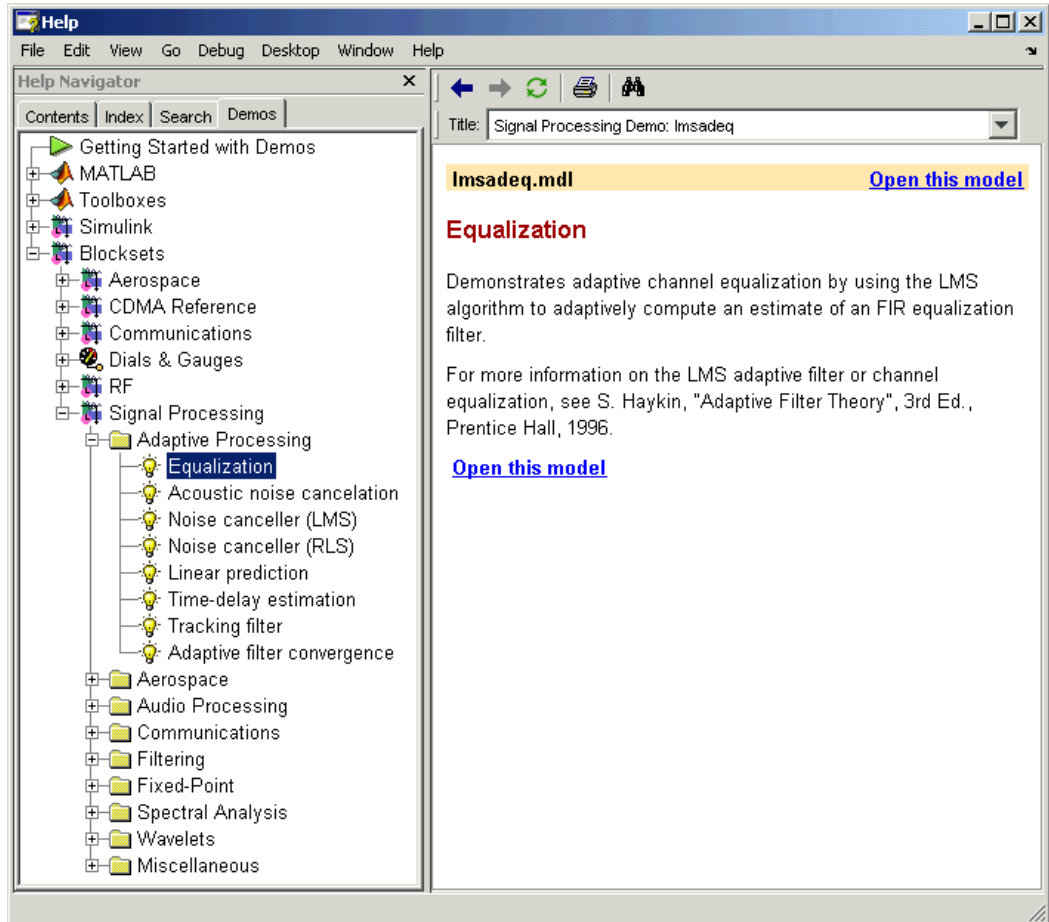 Help
File Edit View Go Debug Desktop Window Help
Help Navigator
Contents Index Search Demos
Getting Started with Demos
MATLAB
Toolboxes
Simulink
Blocksets
Aerospace
CDMA Reference
Communications
Dials & Gauges
RF
Signal Processing
Adaptive Processing
Equalization
Acoustic noise cancelation
Noise canceller (LMS)
Noise canceller (RLS)
Linear prediction
Time-delay estimation
Tracking filter
Adaptive filter convergence
Aerospace
Audio Processing
Communications
Filtering
Fixed-Point
Spectral Analysis
Wavelets
Miscellaneous
Title: Signal Processing Demo: lmsadeq
lmsadeq.mdl Open this model
Equalization
Demonstrates adaptive channel equalization by using the LMS
algorithm to adaptively compute an estimate of an FIR equalization
filter.
For more information on the LMS adaptive filter or channel
equalization, see S. Haykin, "Adaptive Filter Theory", 3rd Ed.,
Prentice Hall, 1996.
Open this model